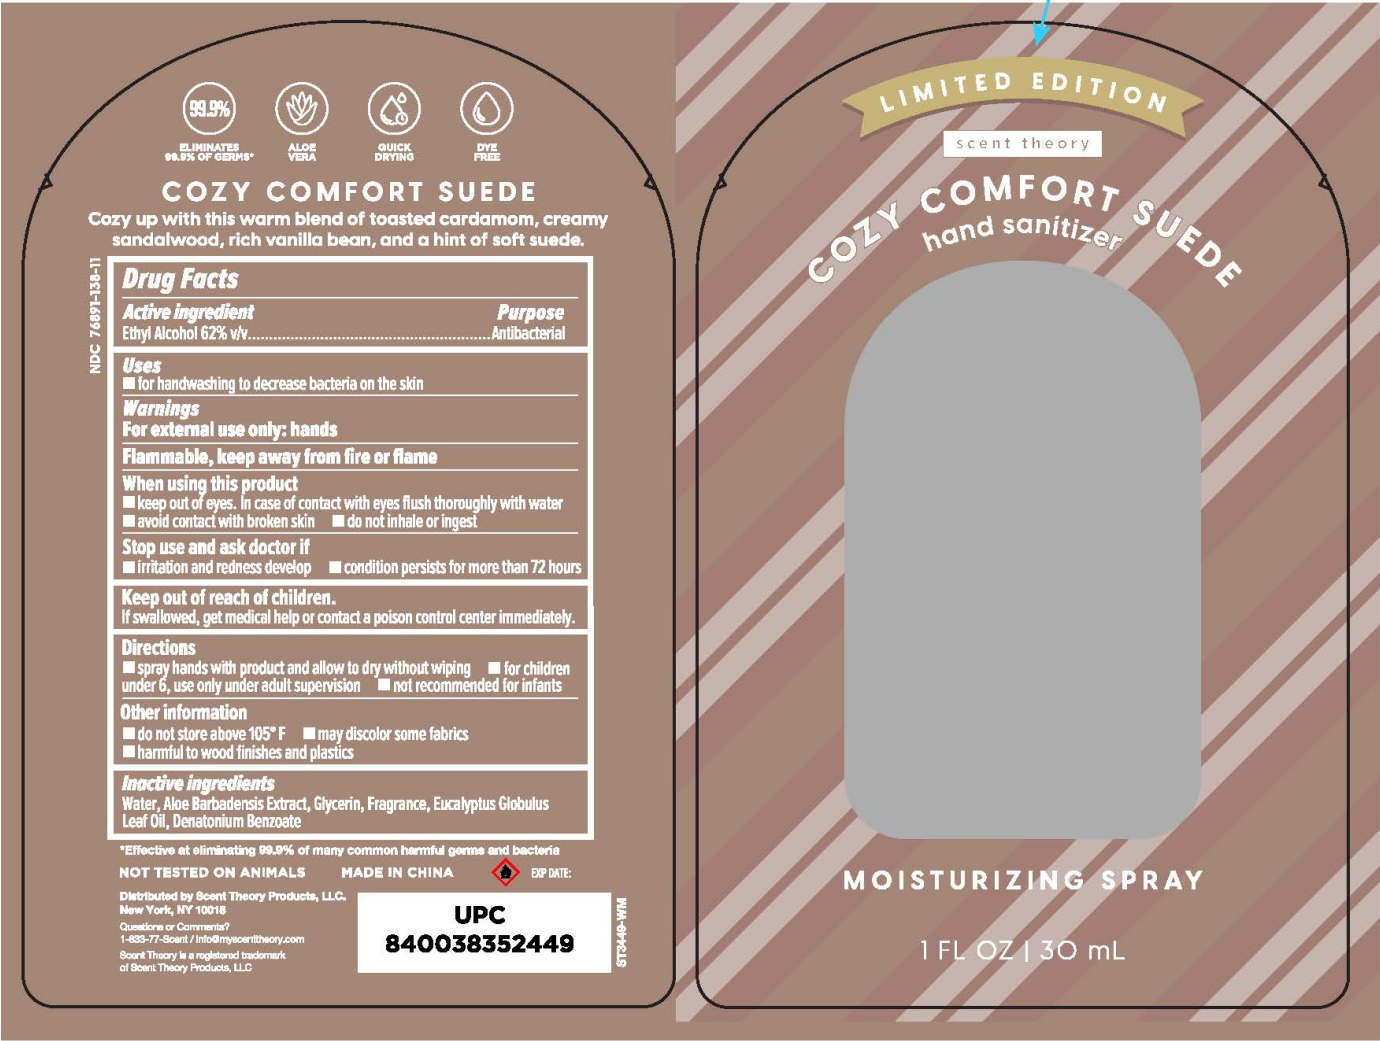 99.9%
ELIMINATES
99.9% OF GERMS*
ALOE
VERA
QUICK
DRYING
DYE
FREE
COZY COMFORT SUEDE
Cozy up with this warm blend of toasted cardamom, creamy
sandalwood, rich vanilla bean, and a hint of soft suede.
NDC 76891-138-11
Drug Facts
Active ingredient Purpose
Ethyl Alcohol 62% v/v..........................................................Antibacterial
Uses
■ for handwashing to decrease bacteria on the skin
Warnings
For external use only: hands
Flammable, keep away from fire or flame
When using this product
■ keep out of eyes. In case of contact with eyes flush thoroughly with water
■ avoid contact with broken skin ■ do not inhale or ingest
Stop use and ask doctor if
■ irritation and redness develop ■ condition persists for more than 72 hours
Keep out of reach of children.
If swallowed, get medical help or contact a poison control center immediately.
Directions
■ spray hands with product and allow to dry without wiping ■ for children
under 6, use only under adult supervision ■ not recommended for infants
Other information
■ do not store above 105° F ■ may discolor some fabrics
■ harmful to wood finishes and plastics
Inactive ingredients
Water, Aloe Barbadensis Extract, Glycerin, Fragrance, Eucalyptus Globulus
Leaf Oil, Denatonium Benzoate
*Effective at eliminating 99.9% of many common harmful germs and bacteria
NOT TESTED ON ANIMALS MADE IN CHINA EXP DATE:
Distributed by Scent Theory Products, LLC.
New York, NY 10018
Questions or Comments?
1-833-77-Scent / info@myscenttheory.com
Scent Theory is a registered trademark
of Scent Theory Products, LLC
UPC
840038352449
ST3449-WM
LIMITED EDITION
scent theory
COZY COMFORT SUEDE
hand sanitizer
MOISTURIZING SPRAY
1 FL OZ | 30 mL